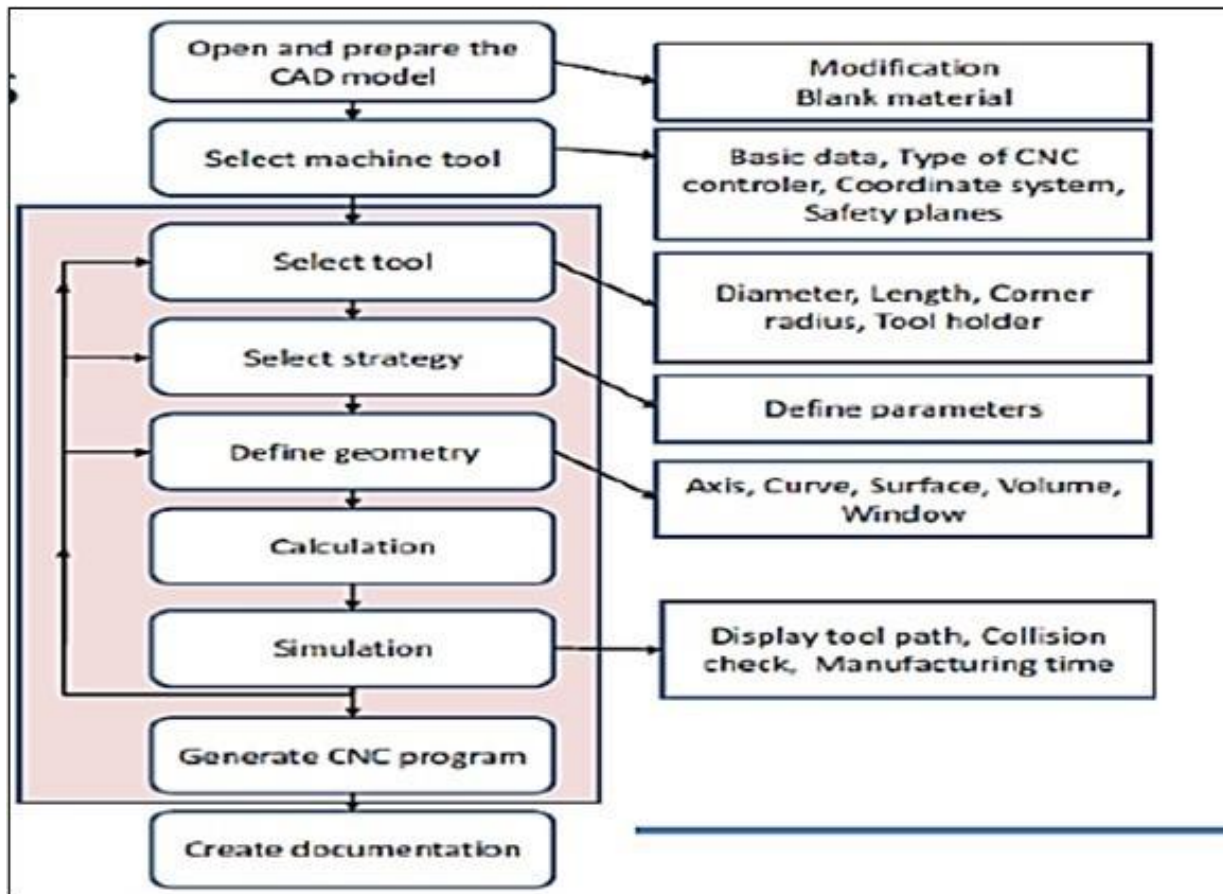 Open and prepare the
CAD model
Modification
Blank material
Select machine tool
Basic data, Type of CNC
controler, Coordinate system,
Safety planes
Select tool
Diameter, Length, Corner
radius, Tool holder
Select strategy
Define parameters
Define geometry
Axis, Curve, Surface, Volume,
Window
Calculation
Simulation
Display tool path, Collision
check, Manufacturing time
Generate CNC program
Create documentation